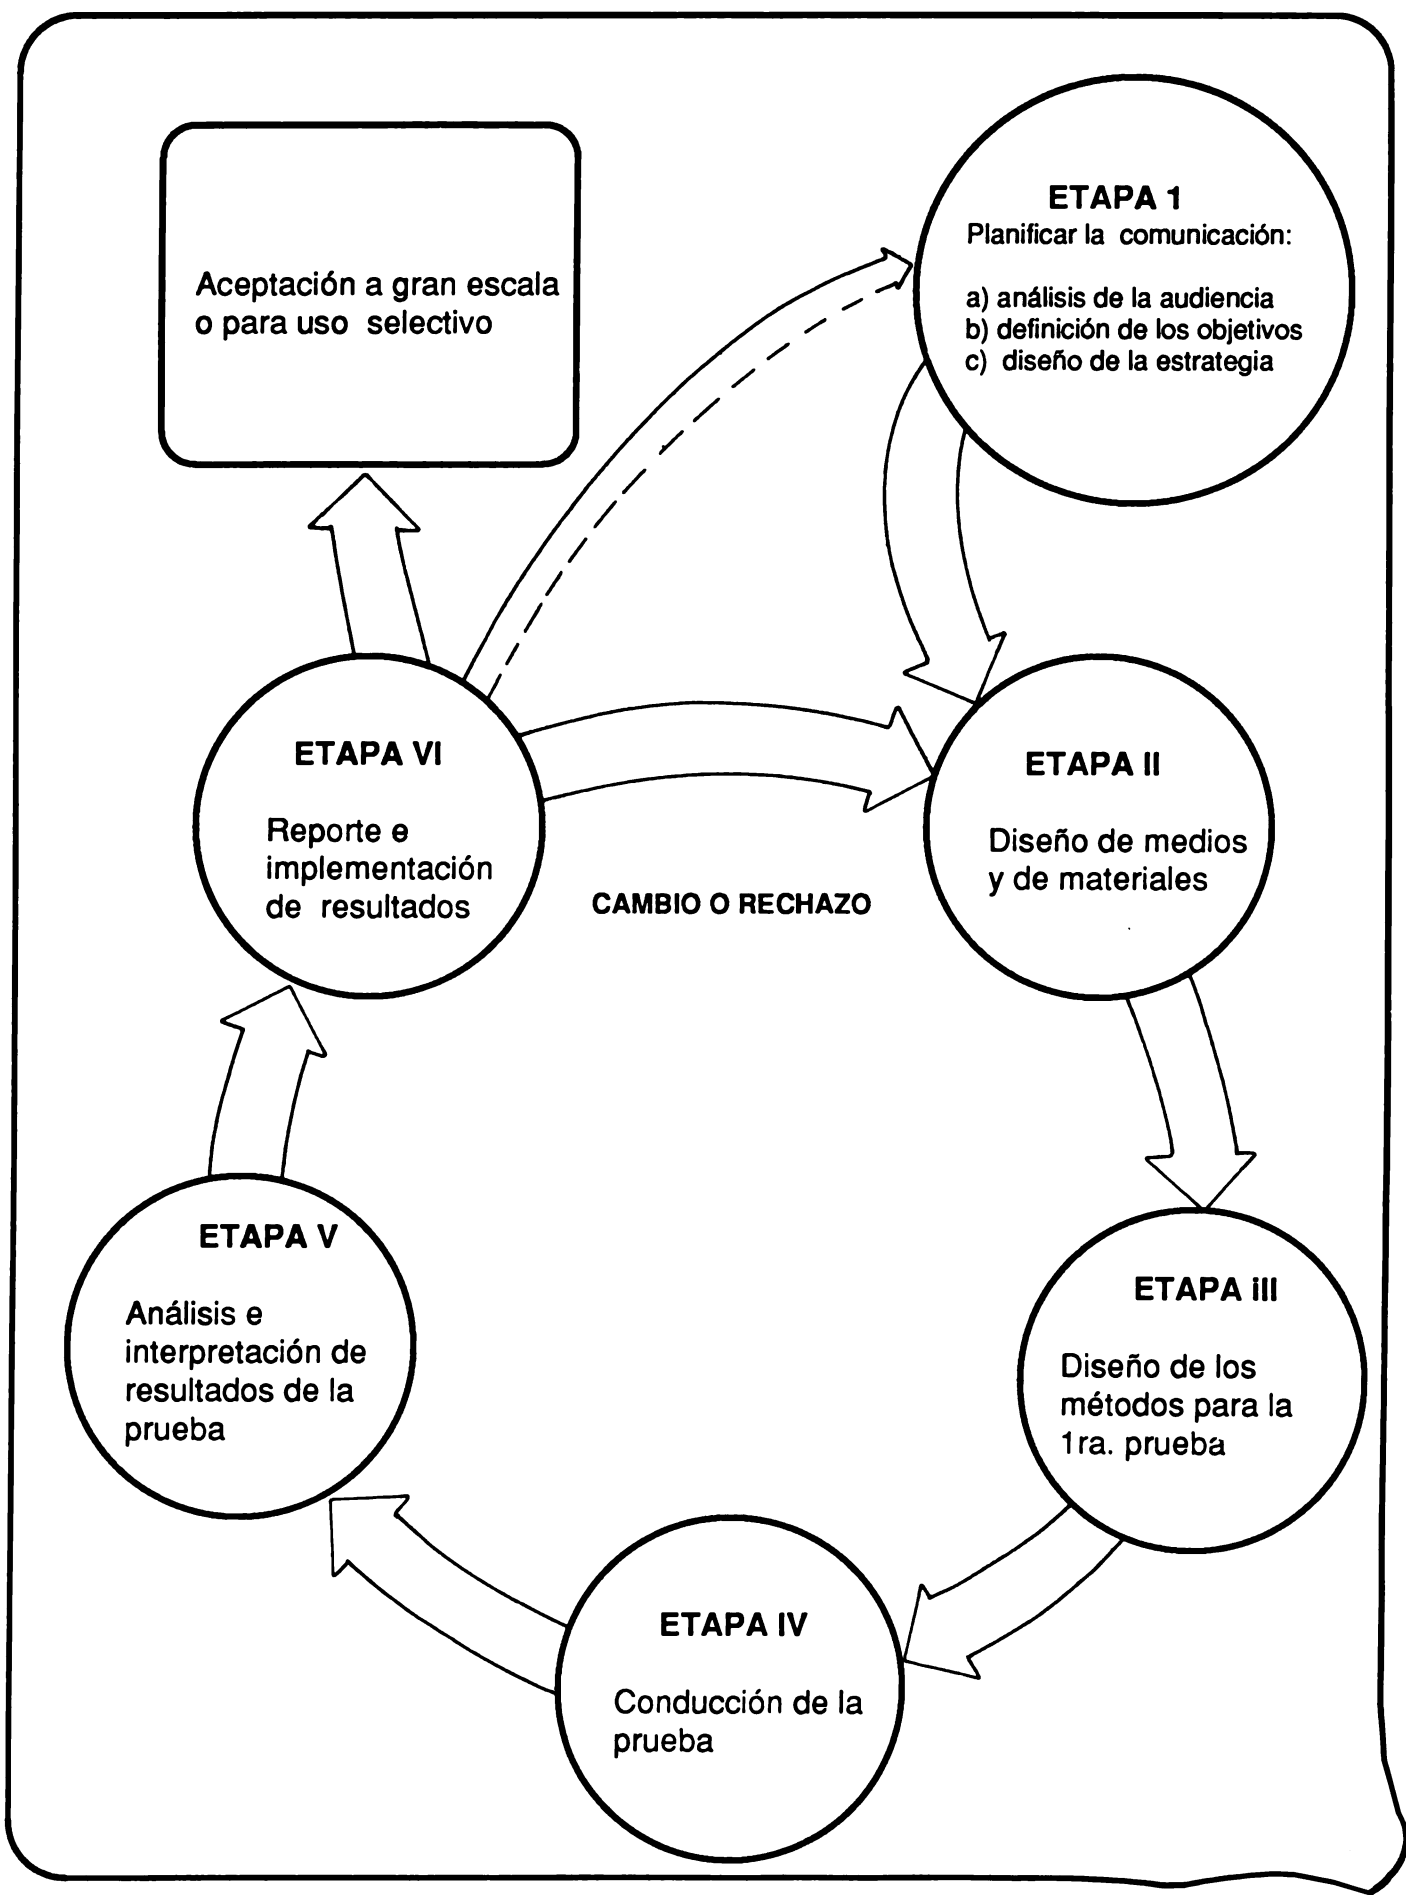 ETAPA 1
Planificar la comunicación:
a) análisis de la audiencia
b) definición de los objetivos
c) diseño de la estrategia
Aceptación a gran escala
o para uso selectivo
ETAPA VI
Reporte e
implementación
de resultados
CAMBIO O RECHAZO
ETAPA II
Diseño de medios
y de materiales
ETAPA III
Diseño de los
métodos para la
1ra. prueba
ETAPA IV
Conducción de la
prueba
ETAPA V
Análisis e
interpretación de
resultados de la
prueba